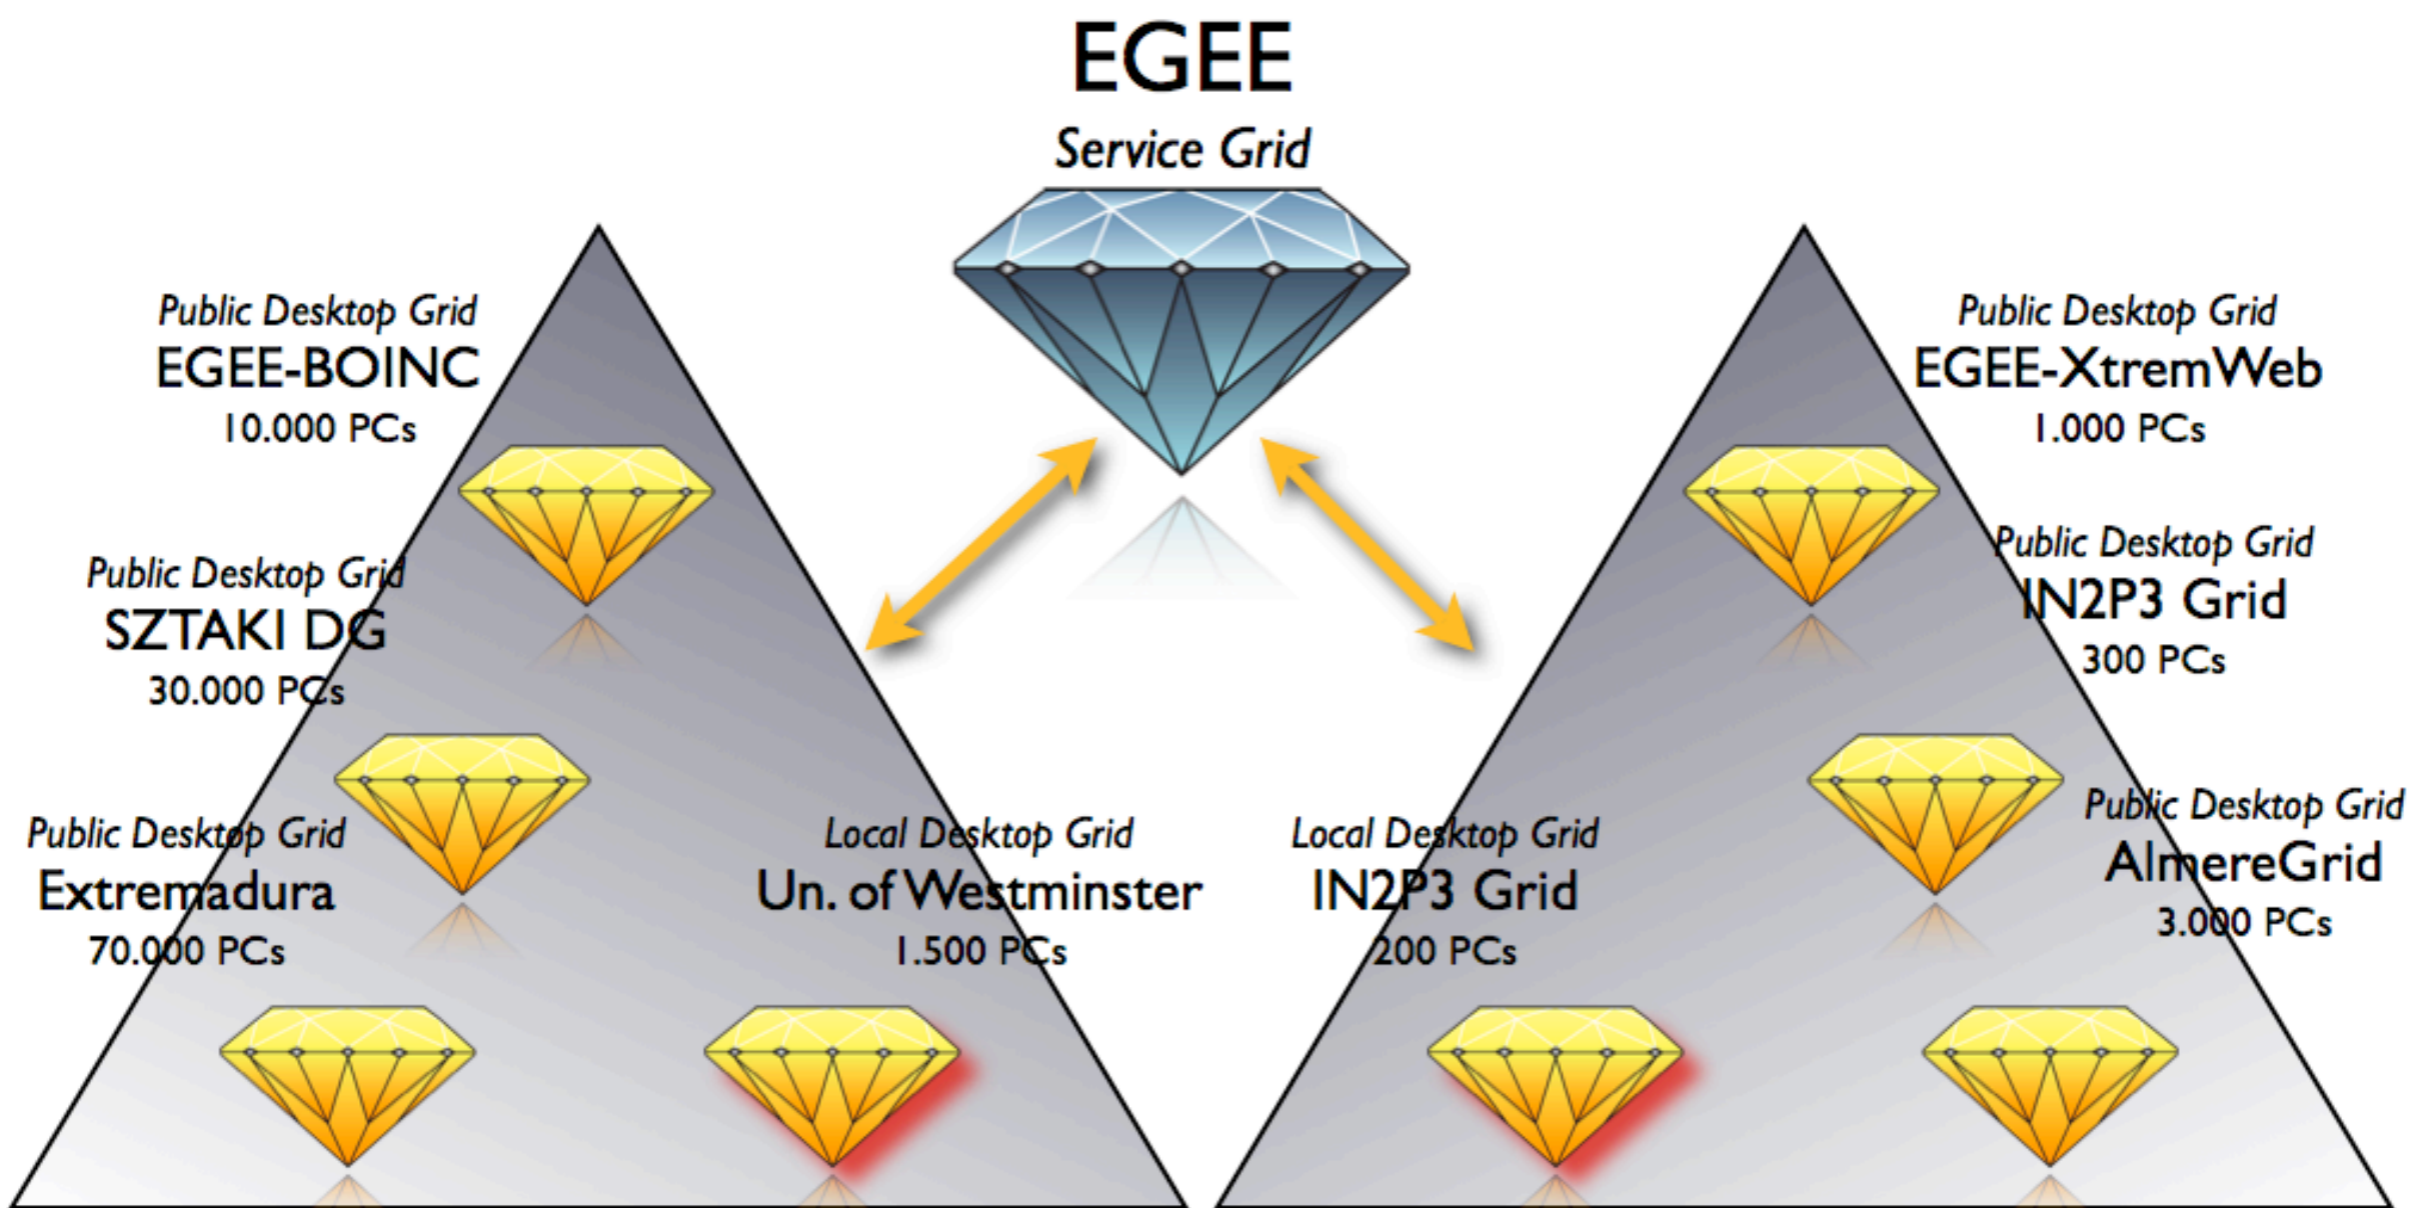 EGEE
Service Grid
Public Desktop Grid
EGEE-BOINC
10.000 PCs
Public Desktop Grid
SZTAKI DG
30.000 PCs
Public Desktop Grid
Extremadura
70.000 PCs
Local Desktop Grid
Un. of Westminster
1.500 PCs
Public Desktop Grid
EGEE-XtremWeb
1.000 PCs
Public Desktop Grid
IN2P3 Grid
300 PCs
Local Desktop Grid
IN2P3 Grid
200 PCs
Public Desktop Grid
AlmereGrid
3.000 PCs